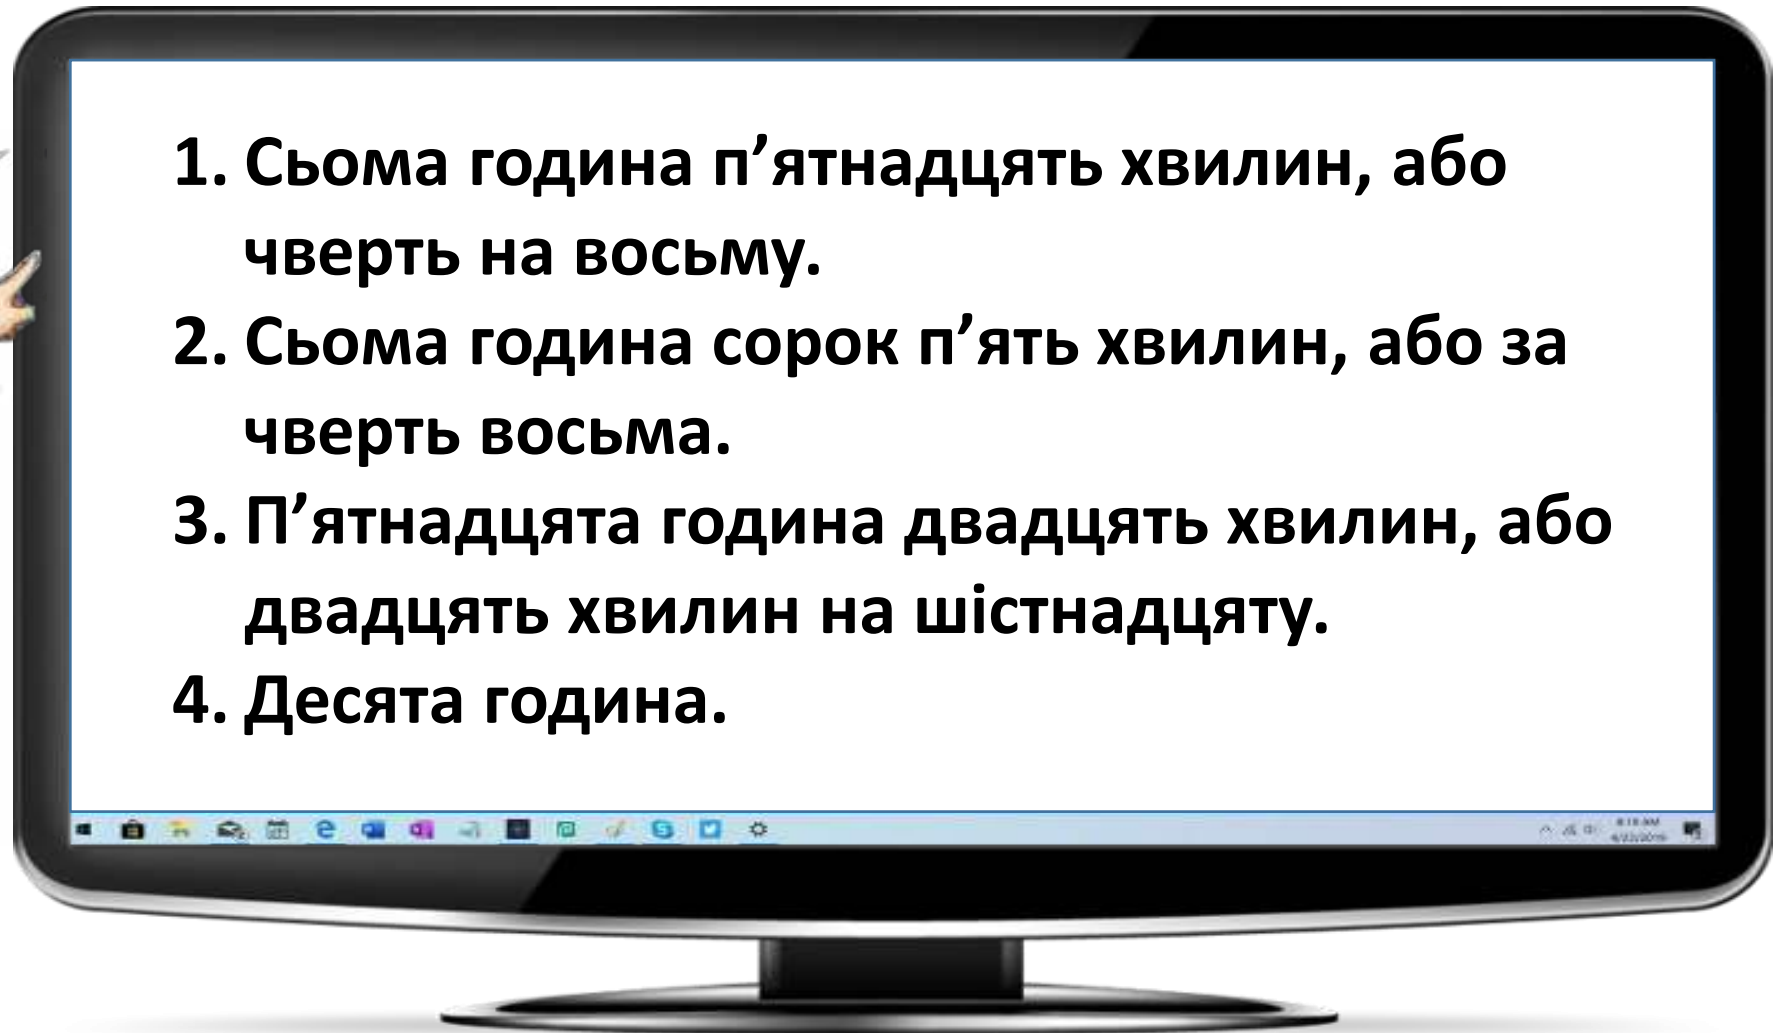 1. Сьома година п’ятнадцять хвилин, або
чверть на восьму.
2. Сьома година сорок п’ять хвилин, або за
чверть восьма.
3. П’ятнадцята година двадцять хвилин, або
двадцять хвилин на шістнадцяту.
4. Десята година.